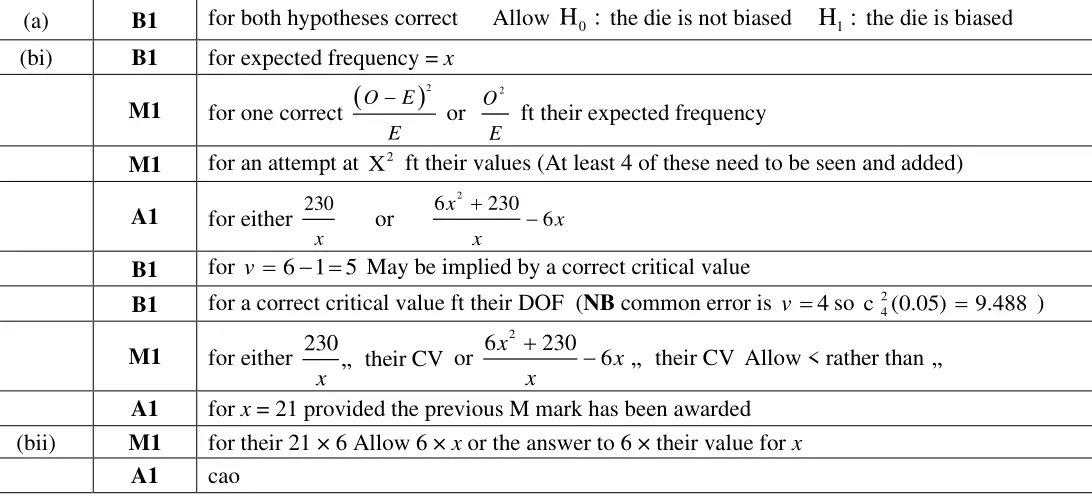 (a) B1 for both hypotheses correct Allow H₀ : the die is not biased H₁ : the die is biased
(bi) B1 for expected frequency = x
M1 for one correct (O − E)²/E or O²/E ft their expected frequency
M1 for an attempt at X² ft their values (At least 4 of these need to be seen and added)
A1 for either 230/x or (6x² + 230)/x − 6x
B1 for v = 6 − 1 = 5 May be implied by a correct critical value
B1 for a correct critical value ft their DOF (NB common error is v = 4 so c ²₄(0.05) = 9.488 )
M1 for either 230/x ,, their CV or (6x² + 230)/x − 6x ,, their CV Allow < rather than ,,
A1 for x = 21 provided the previous M mark has been awarded
(bii) M1 for their 21 × 6 Allow 6 × x or the answer to 6 × their value for x
A1 cao